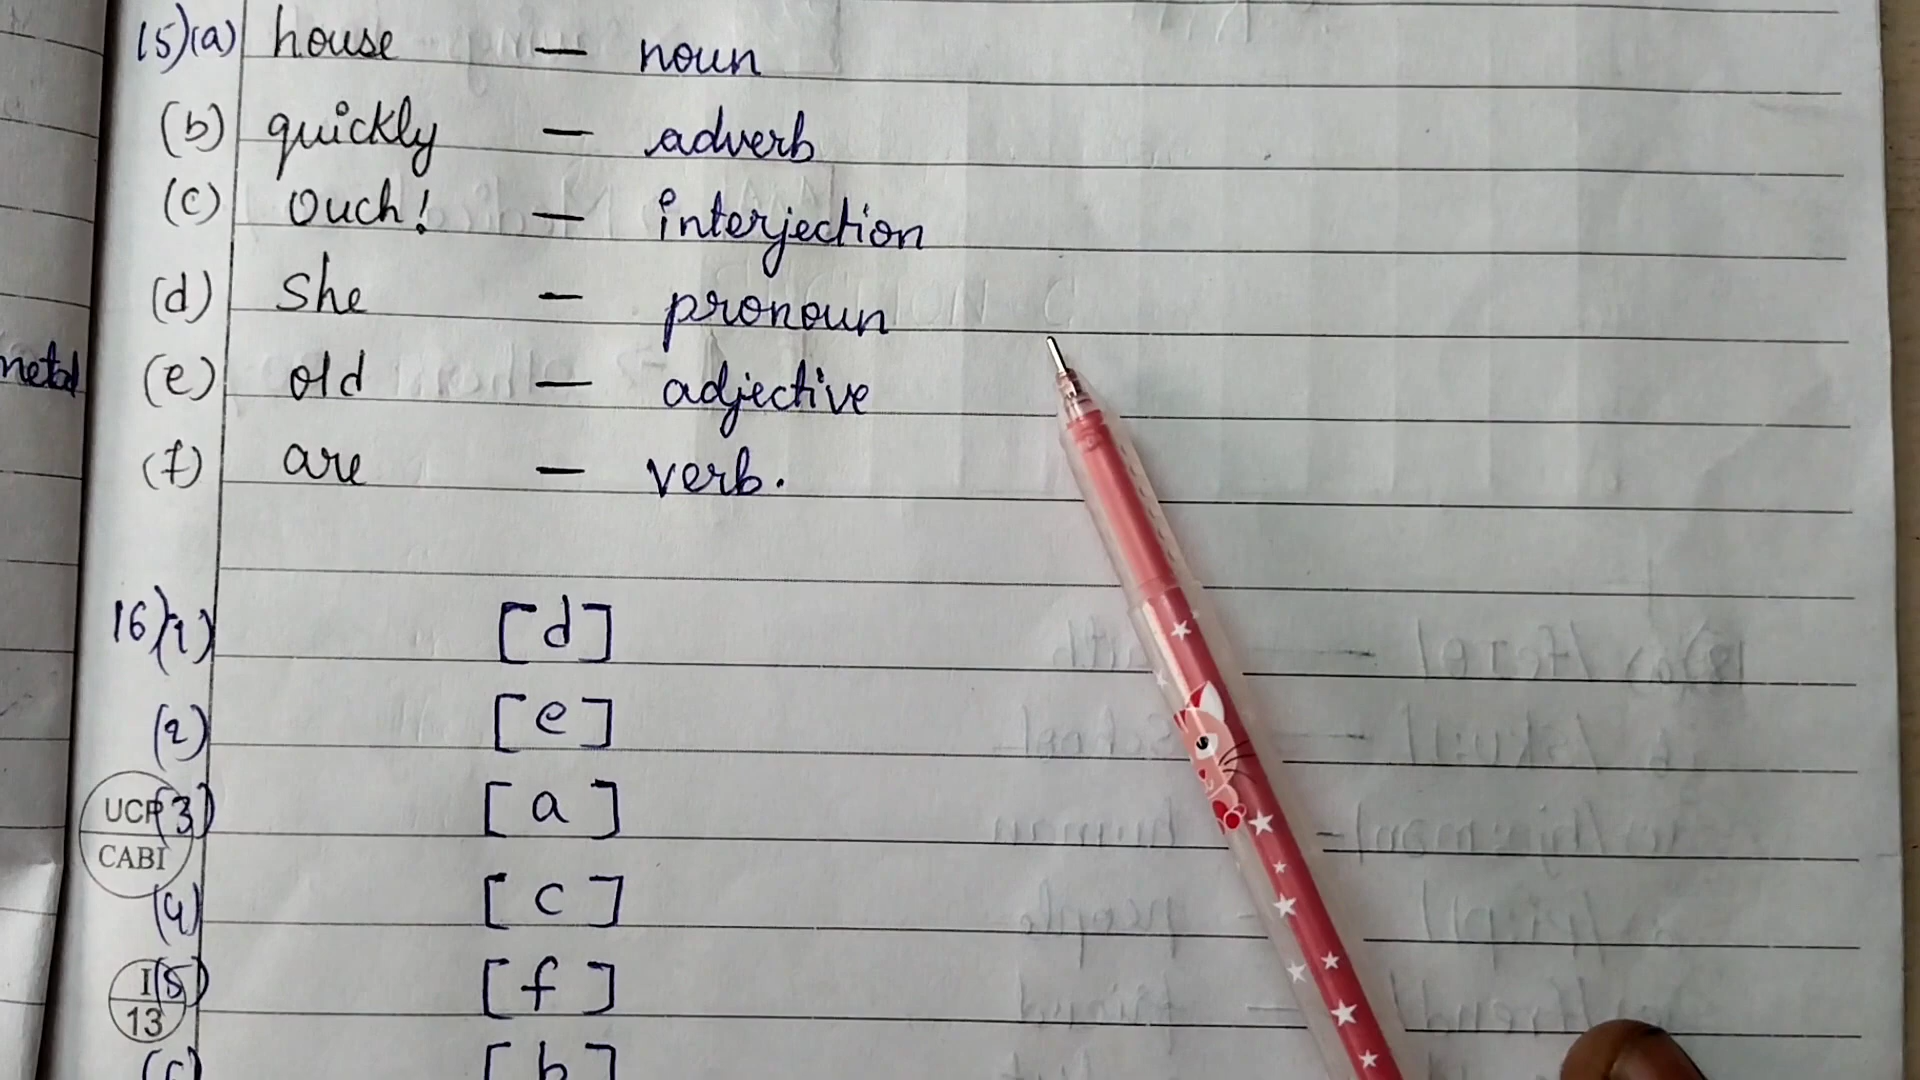 15)(a) house — noun
(b) quickly — adverb
(c) Ouch! — interjection
(d) She — pronoun
(e) old — adjective
(f) are — verb.
metal
16)(1) [d]
(2) [e]
(3) [a]
(4) [c]
(5) [f]
[b]
CABI
13